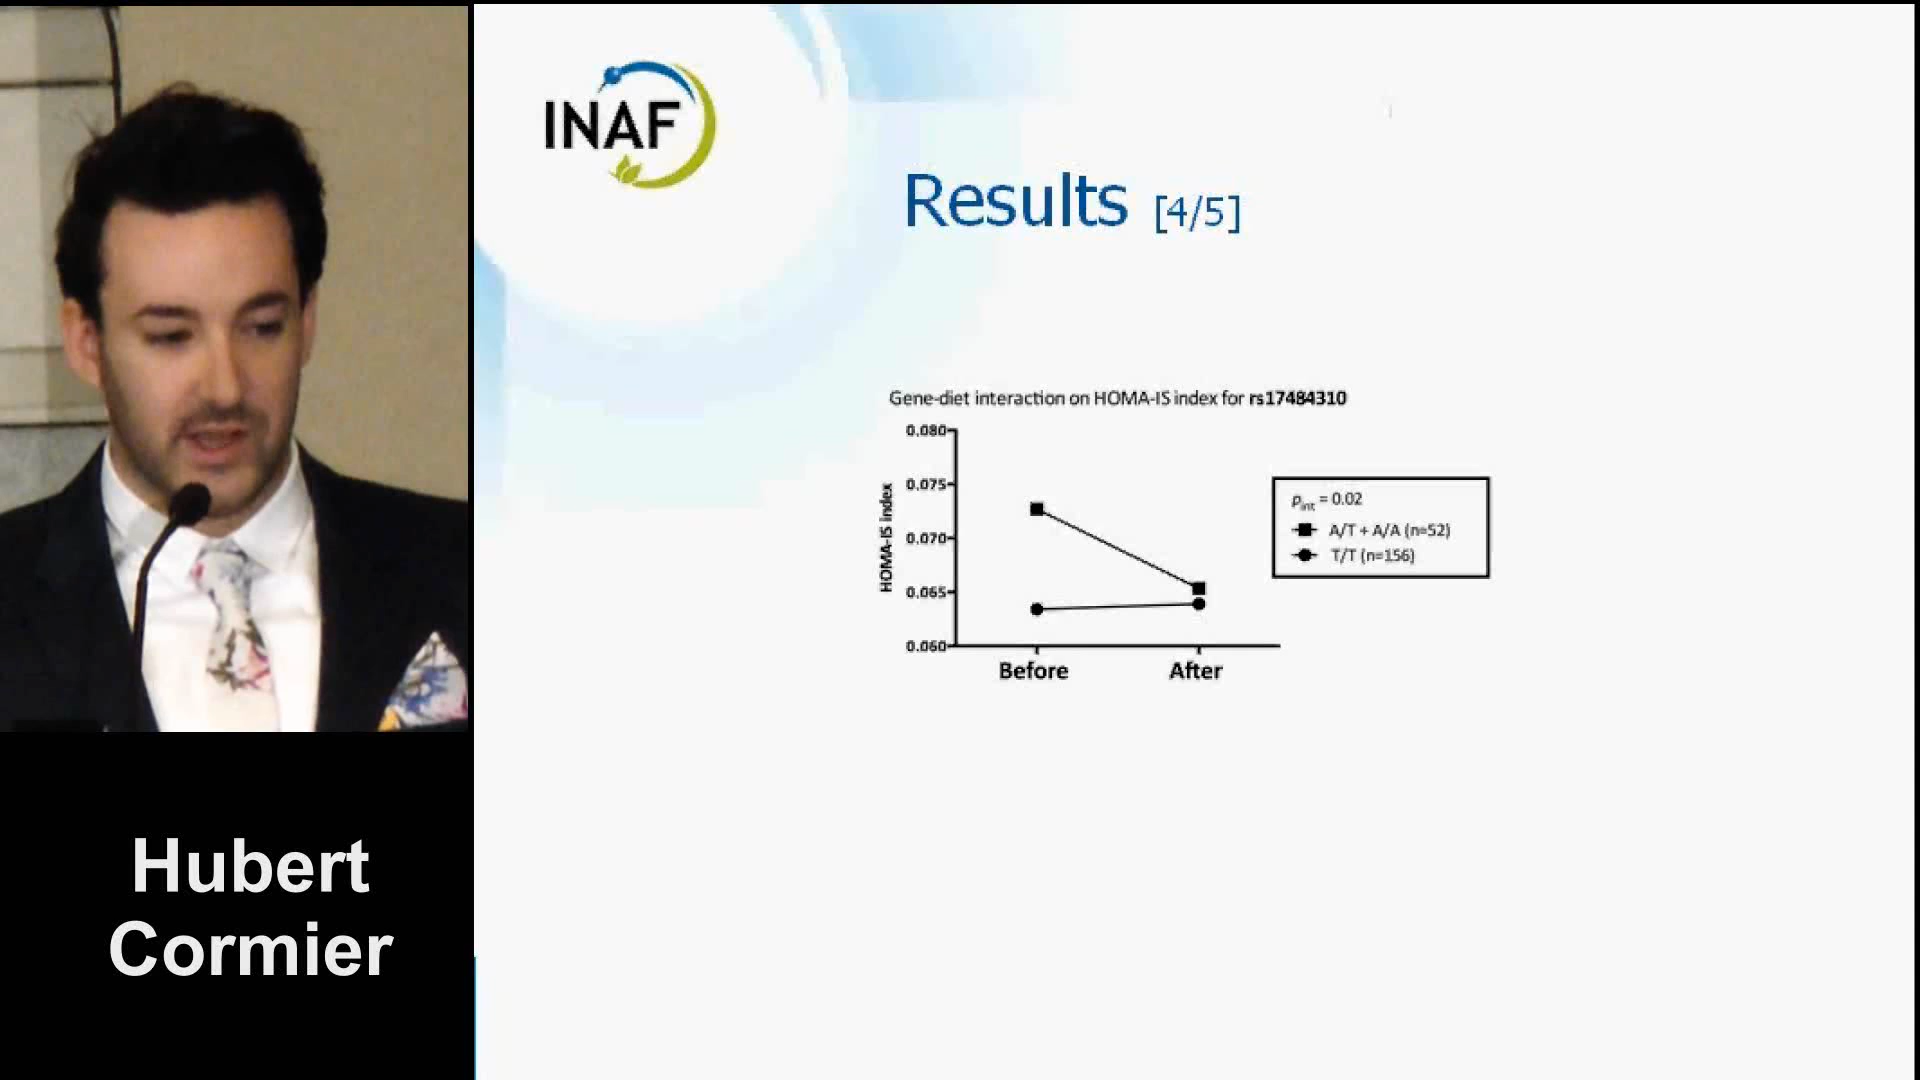 INAF
Results [4/5]
Gene-diet interaction on HOMA-IS index for rs17484310
0.080
0.075
0.070
0.065
0.060
HOMA-IS index
Before
After
pint = 0.02
A/T + A/A (n=52)
T/T (n=156)
Hubert
Cormier